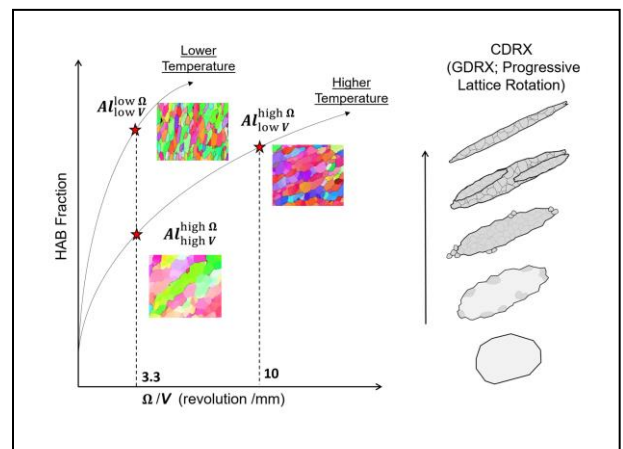 Lower
Temperature
Al low Ω low V
Higher
Temperature
Al high Ω low V
Al high Ω high V
HAB Fraction
3.3
10
Ω/V (revolution /mm)
CDRX
(GDRX; Progressive
Lattice Rotation)